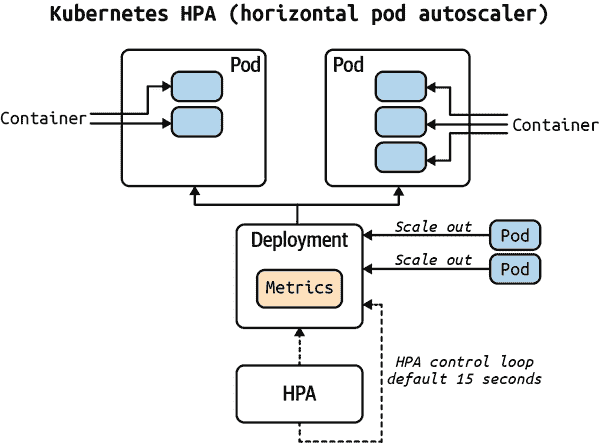 Kubernetes HPA (horizontal pod autoscaler)
Pod
Pod
Container
Container
Deployment
Metrics
Scale out
Pod
Scale out
Pod
HPA control loop
default 15 seconds
HPA